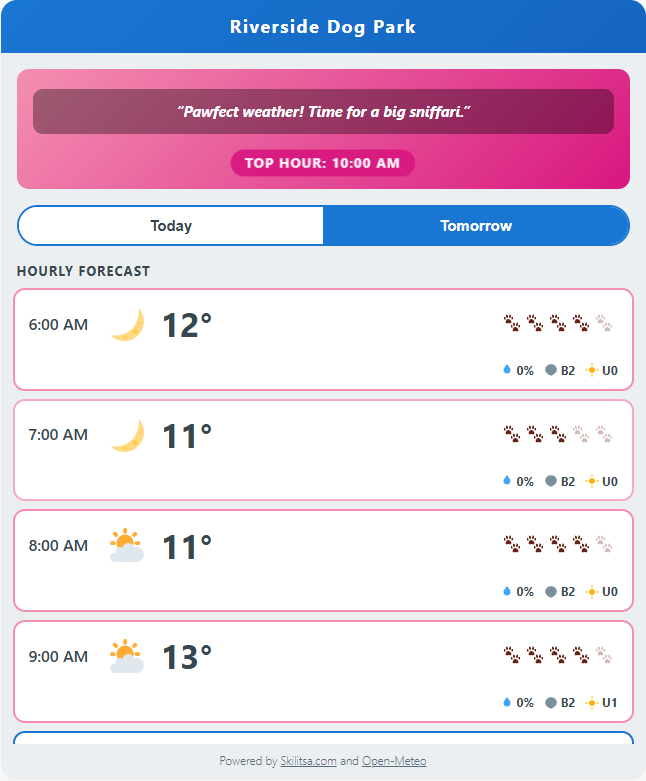 Riverside Dog Park
“Pawfect weather! Time for a big sniffari.”
TOP HOUR: 10:00 AM
Today Tomorrow
HOURLY FORECAST
6:00 AM 12°
0% B2 U0
7:00 AM 11°
0% B2 U0
8:00 AM 11°
0% B2 U0
9:00 AM 13°
0% B2 U1
Powered by Skilitsa.com and Open-Meteo